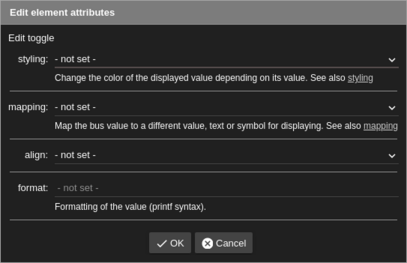 Edit element attributes
Edit toggle
styling: - not set -
Change the color of the displayed value depending on its value. See also styling
mapping: - not set -
Map the bus value to a different value, text or symbol for displaying. See also mapping
align: - not set -
format: - not set -
Formatting of the value (printf syntax).
OK Cancel